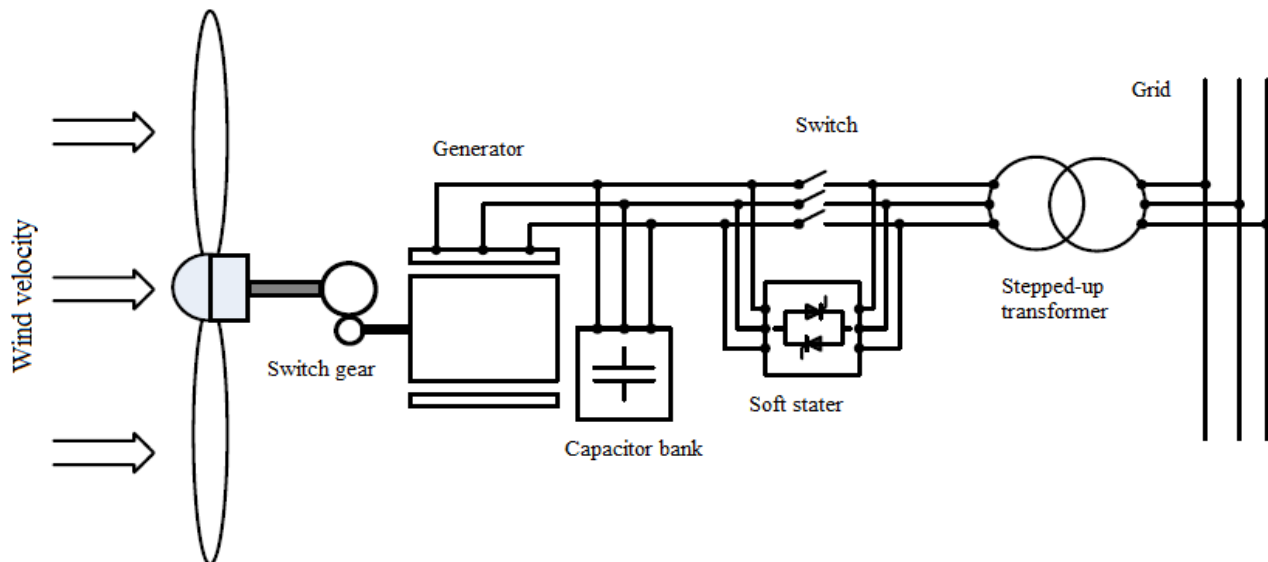 Wind velocity
Switch gear
Generator
Capacitor bank
Switch
Soft stater
Stepped-up
transformer
Grid